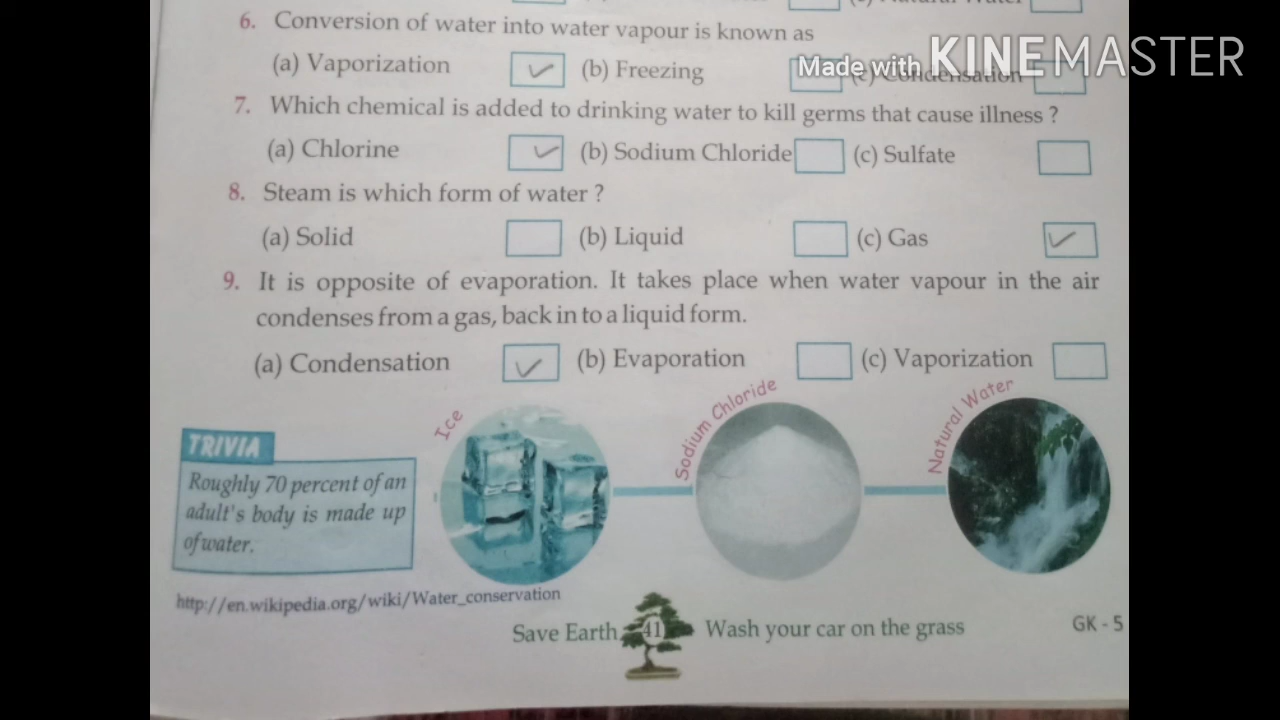 6. Conversion of water into water vapour is known as
(a) Vaporization (b) Freezing (c) Condensation
Made with KINEMASTER
7. Which chemical is added to drinking water to kill germs that cause illness ?
(a) Chlorine (b) Sodium Chloride (c) Sulfate
8. Steam is which form of water ?
(a) Solid (b) Liquid (c) Gas
9. It is opposite of evaporation. It takes place when water vapour in the air
condenses from a gas, back in to a liquid form.
(a) Condensation (b) Evaporation (c) Vaporization
Ice
Sodium Chloride
Natural Water
TRIVIA
Roughly 70 percent of an
adult's body is made up
of water.
http://en.wikipedia.org/wiki/Water_conservation
Save Earth 41 Wash your car on the grass
GK - 5